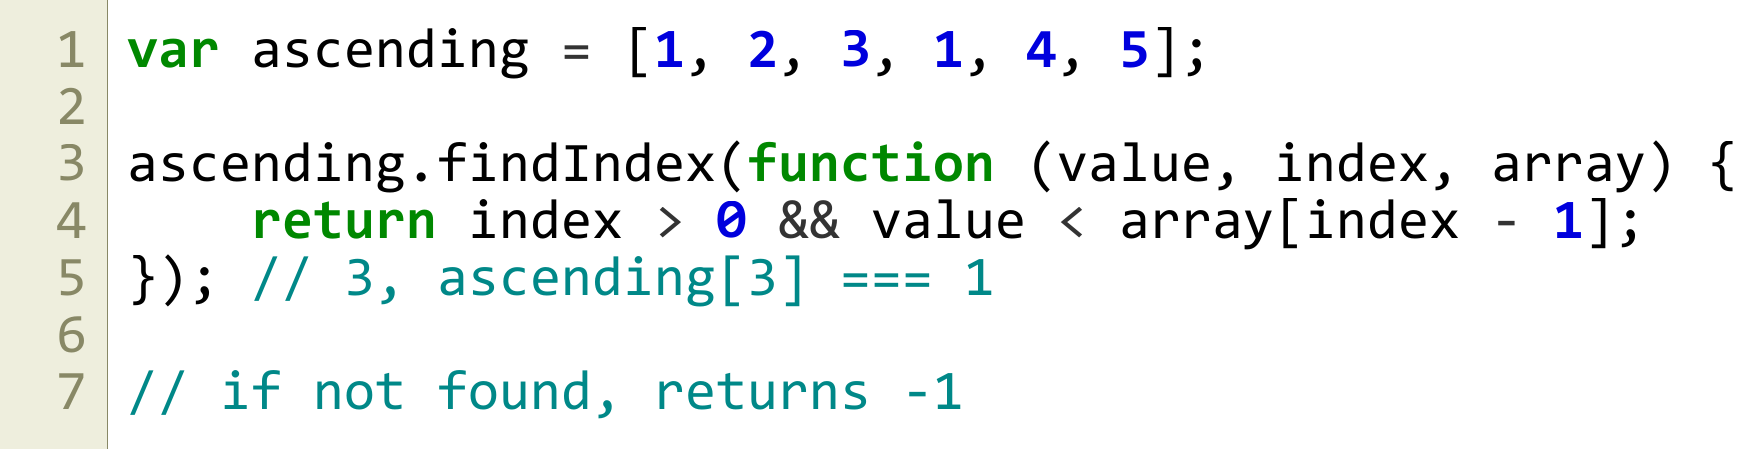 1 var ascending = [1, 2, 3, 1, 4, 5];
2
3 ascending.findIndex(function (value, index, array) {
4     return index > 0 && value < array[index - 1];
5 }); // 3, ascending[3] === 1
6
7 // if not found, returns -1